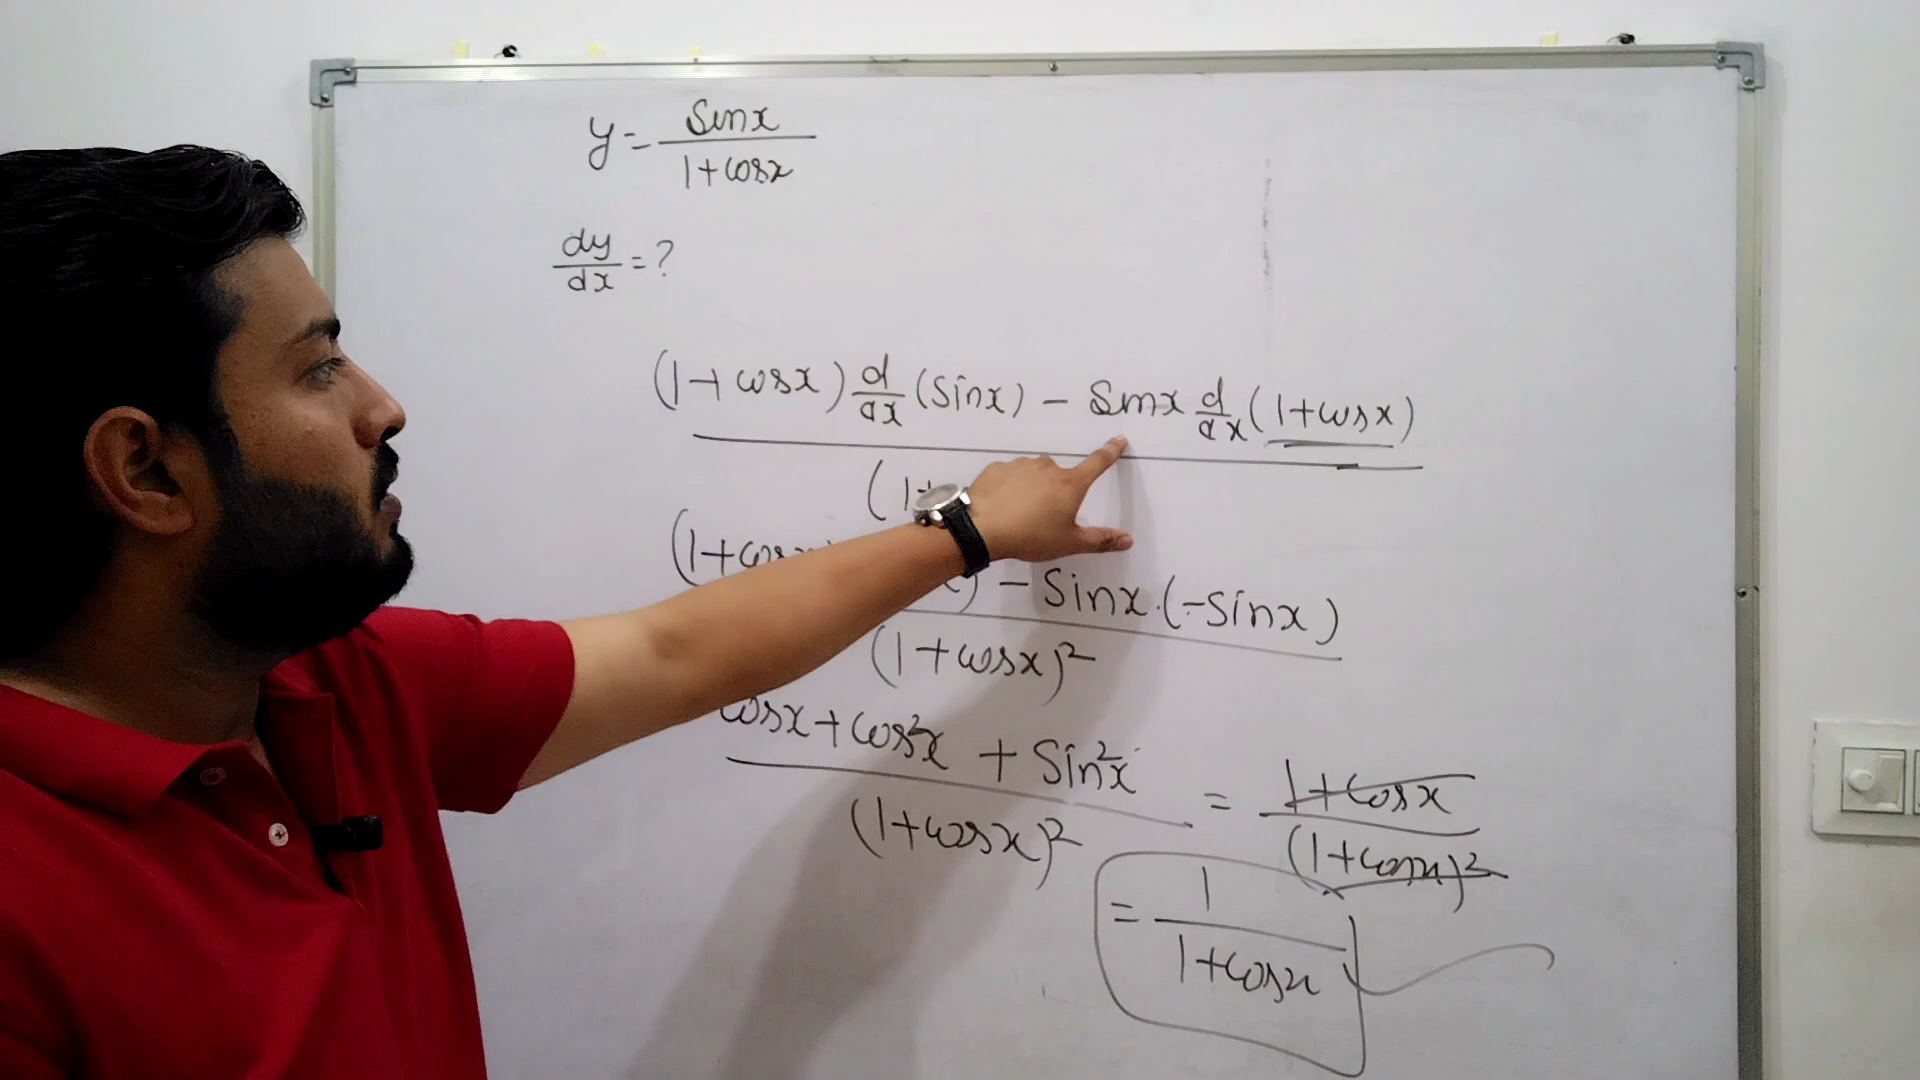 y = sinx / 1+cosx
dy/dx = ?
(1+cosx) d/dx (sinx) - sinx d/dx (1+cosx)
(1+
(1+cosx) - sinx.(-sinx)
(1+cosx)²
cosx + cos²x + sin²x / (1+cosx)² = 1+cosx / (1+cosx)²
= 1 / 1+cosx